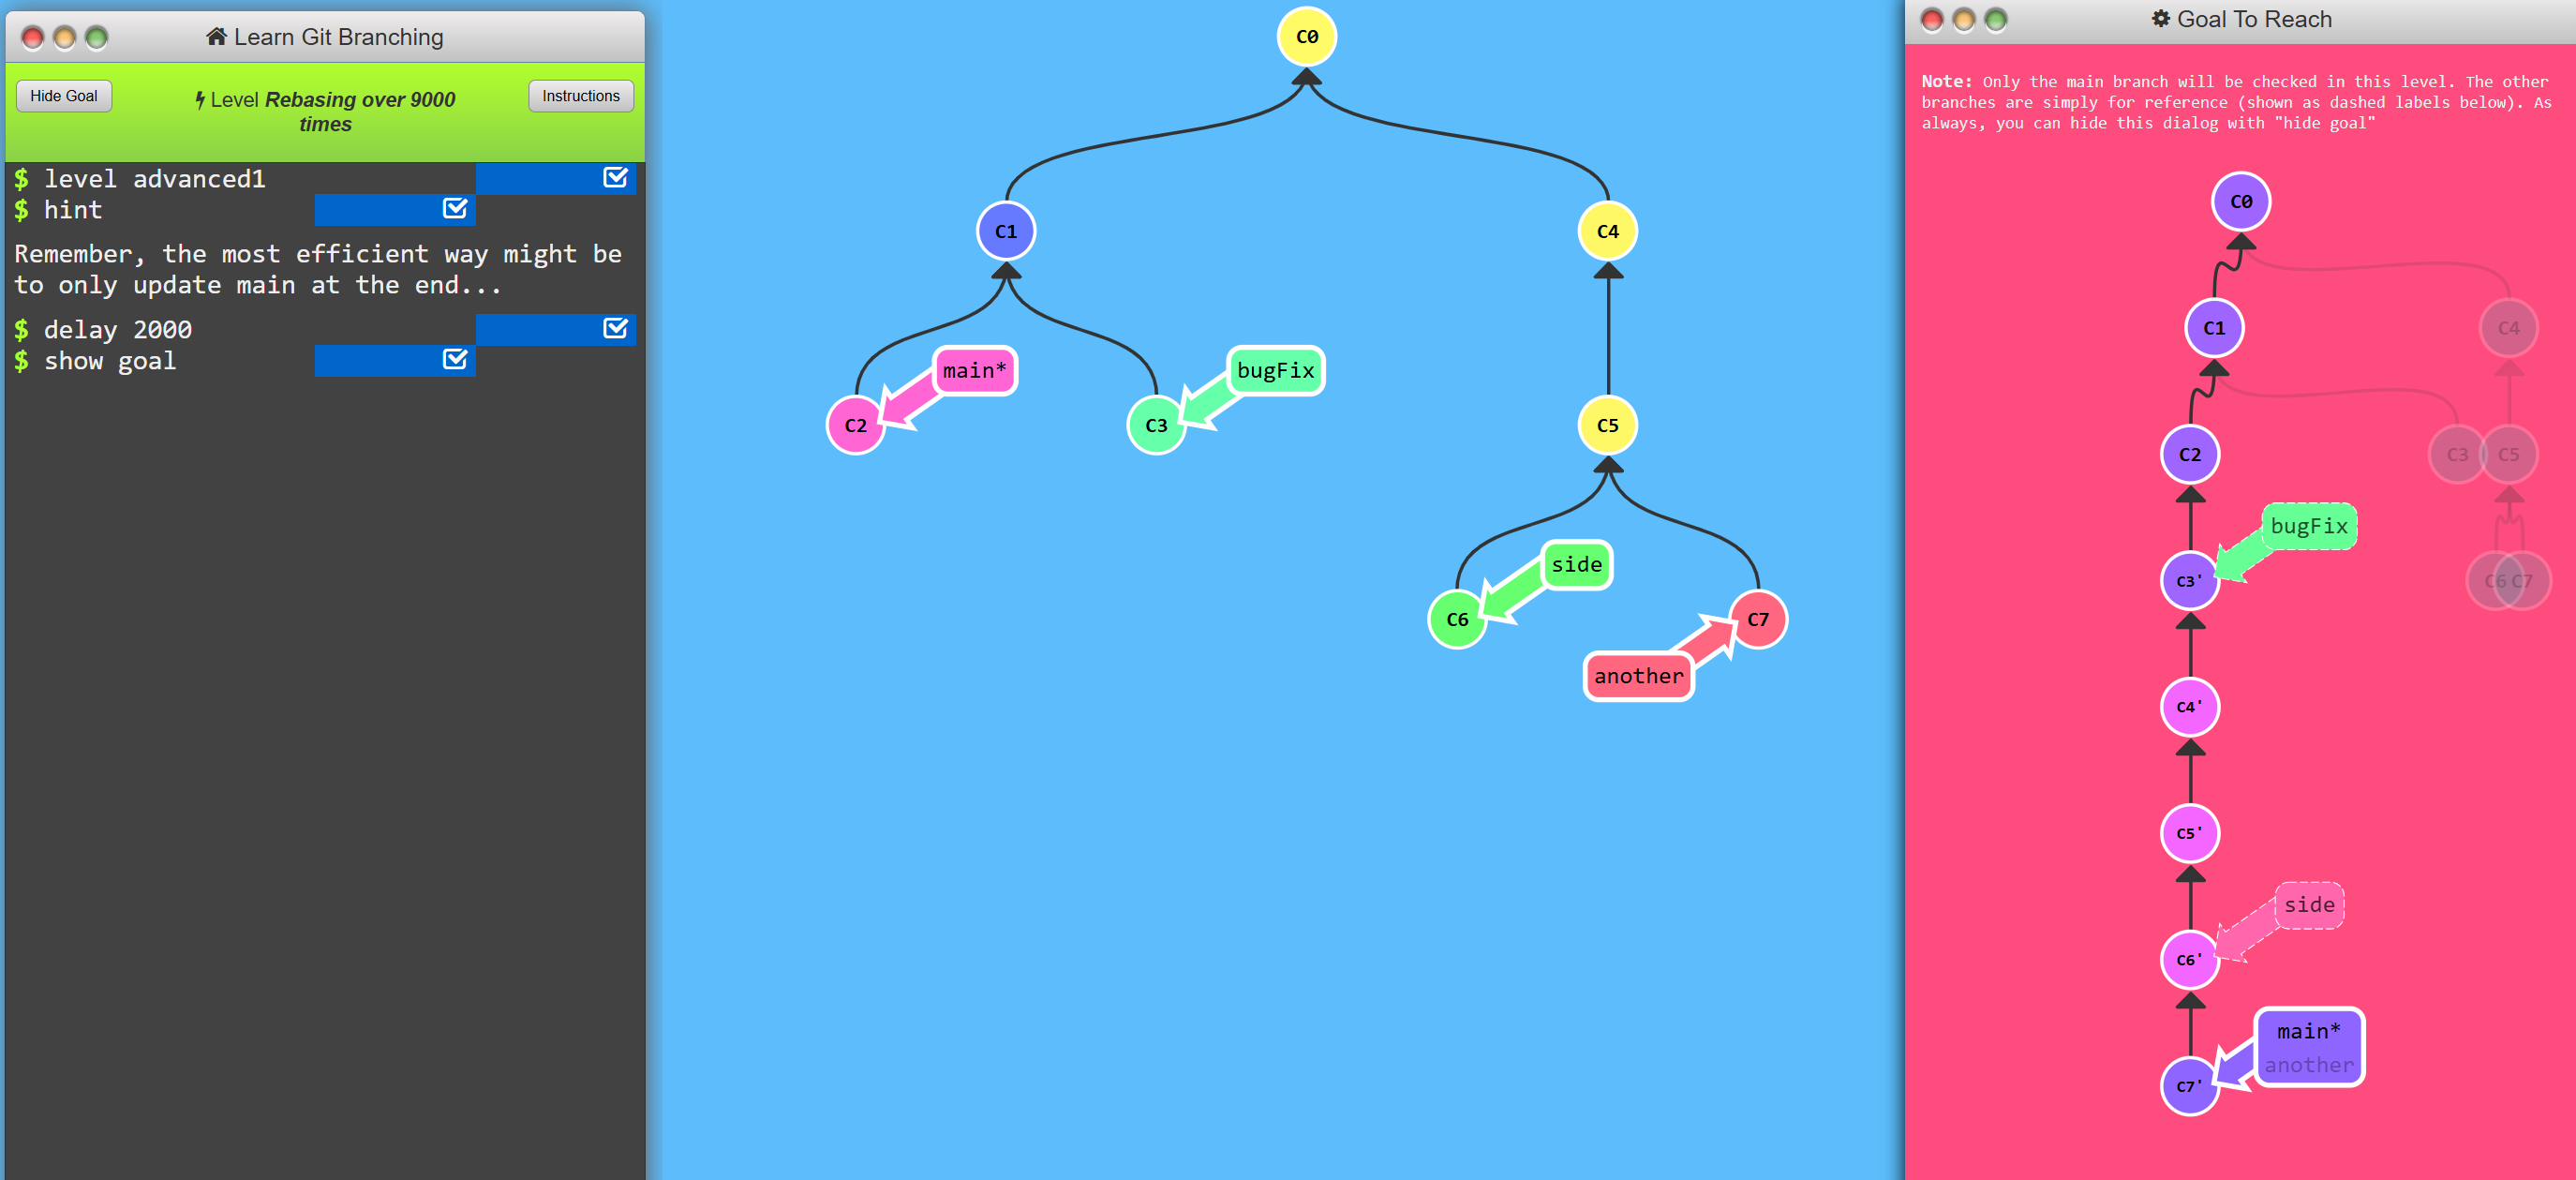 Learn Git Branching
Hide Goal
Level Rebasing over 9000
times
Instructions
$ level advanced1
$ hint
Remember, the most efficient way might be
to only update main at the end...
$ delay 2000
$ show goal
C0
C1
C4
main*
bugFix
C2
C3
C5
side
C6
C7
another
Goal To Reach
Note: Only the main branch will be checked in this level. The other
branches are simply for reference (shown as dashed labels below). As
always, you can hide this dialog with "hide goal"
C0
C1
C4
C2
C3
C5
bugFix
C3'
C6
C7
C4'
C5'
side
C6'
main*
another
C7'